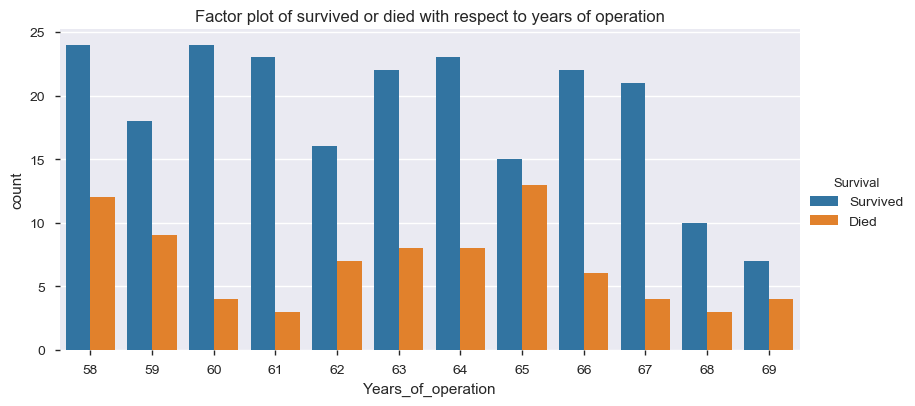 Factor plot of survived or died with respect to years of operation
25
20
15
10
5
0
count
58 59 60 61 62 63 64 65 66 67 68 69
Years_of_operation
Survival
Survived
Died